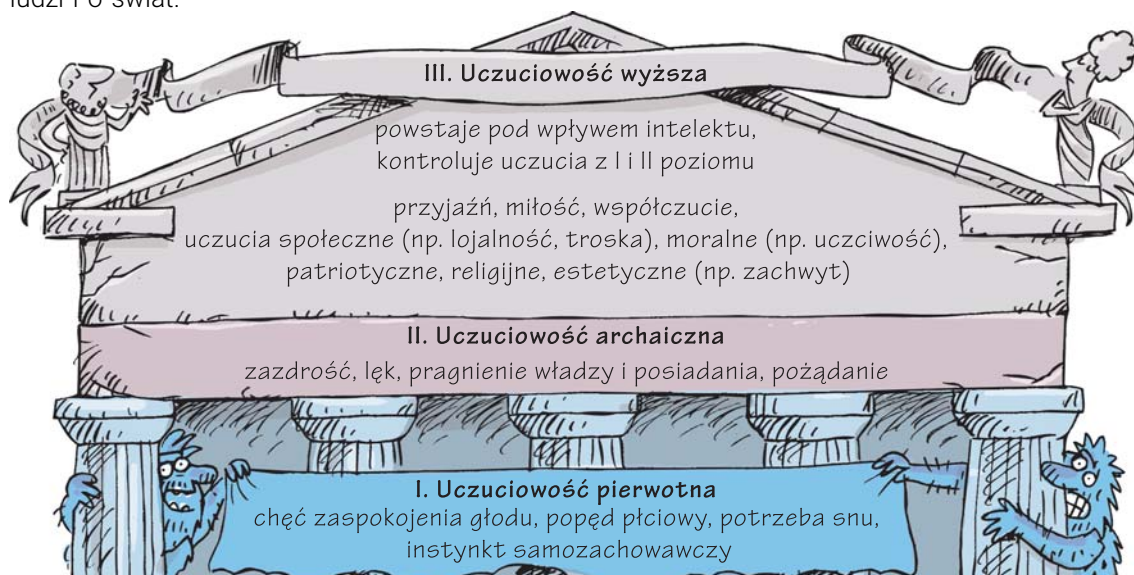 ludzi i o świat.
III. Uczuciowość wyższa
powstaje pod wpływem intelektu,
kontroluje uczucia z I i II poziomu
przyjaźń, miłość, współczucie,
uczucia społeczne (np. lojalność, troska), moralne (np. uczciwość),
patriotyczne, religijne, estetyczne (np. zachwyt)
II. Uczuciowość archaiczna
zazdrość, lęk, pragnienie władzy i posiadania, pożądanie
I. Uczuciowość pierwotna
chęć zaspokojenia głodu, popęd płciowy, potrzeba snu,
instynkt samozachowawczy